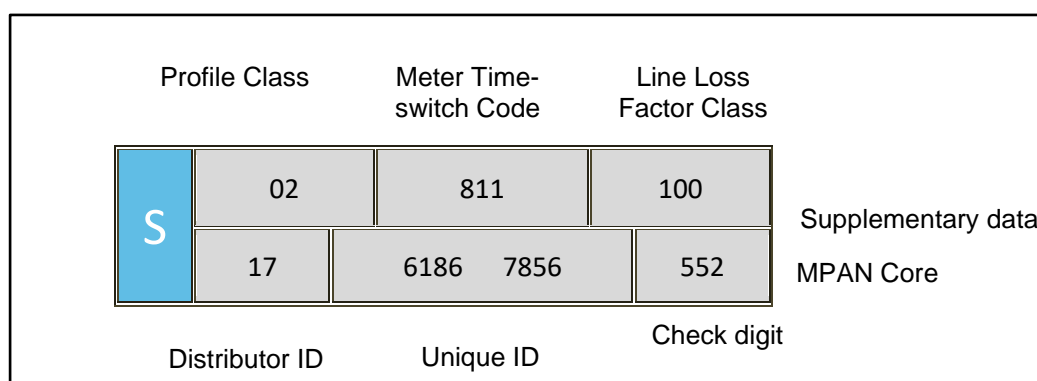 Profile Class Meter Time- Line Loss
switch Code Factor Class
S 02 811 100
Supplementary data
17 6186 7856 552 MPAN Core
Check digit
Distributor ID Unique ID